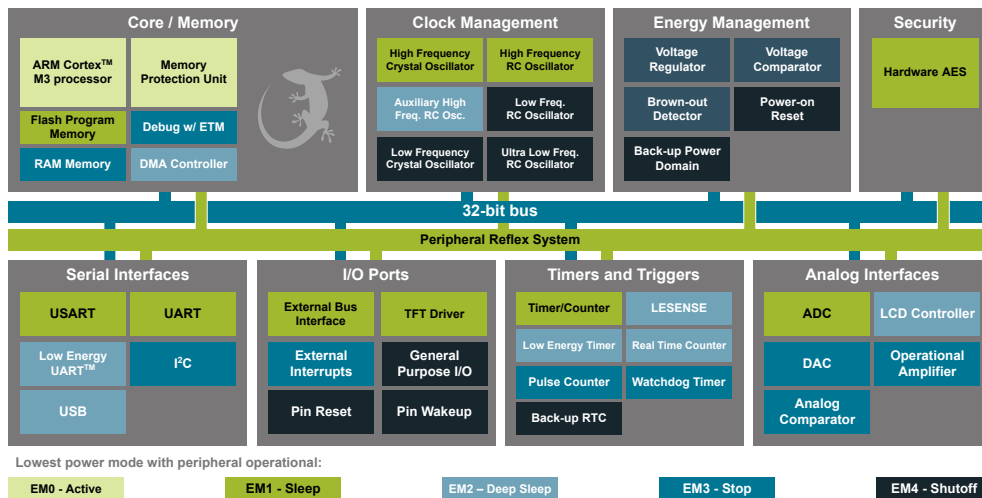 Core / Memory
ARM Cortex™
M3 processor
Memory
Protection Unit
Flash Program
Memory
Debug w/ ETM
RAM Memory
DMA Controller
Clock Management
High Frequency
Crystal Oscillator
High Frequency
RC Oscillator
Auxiliary High
Freq. RC Osc.
Low Freq.
RC Oscillator
Low Frequency
Crystal Oscillator
Ultra Low Freq.
RC Oscillator
Energy Management
Voltage
Regulator
Voltage
Comparator
Brown-out
Detector
Power-on
Reset
Back-up Power
Domain
Security
Hardware AES
32-bit bus
Peripheral Reflex System
Serial Interfaces
USART
UART
Low Energy
UART™
I²C
USB
I/O Ports
External Bus
Interface
TFT Driver
External
Interrupts
General
Purpose I/O
Pin Reset
Pin Wakeup
Timers and Triggers
Timer/Counter
LESENSE
Low Energy Timer
Real Time Counter
Pulse Counter
Watchdog Timer
Back-up RTC
Analog Interfaces
ADC
LCD Controller
DAC
Operational
Amplifier
Analog
Comparator
Lowest power mode with peripheral operational:
EM0 - Active
EM1 - Sleep
EM2 – Deep Sleep
EM3 - Stop
EM4 - Shutoff